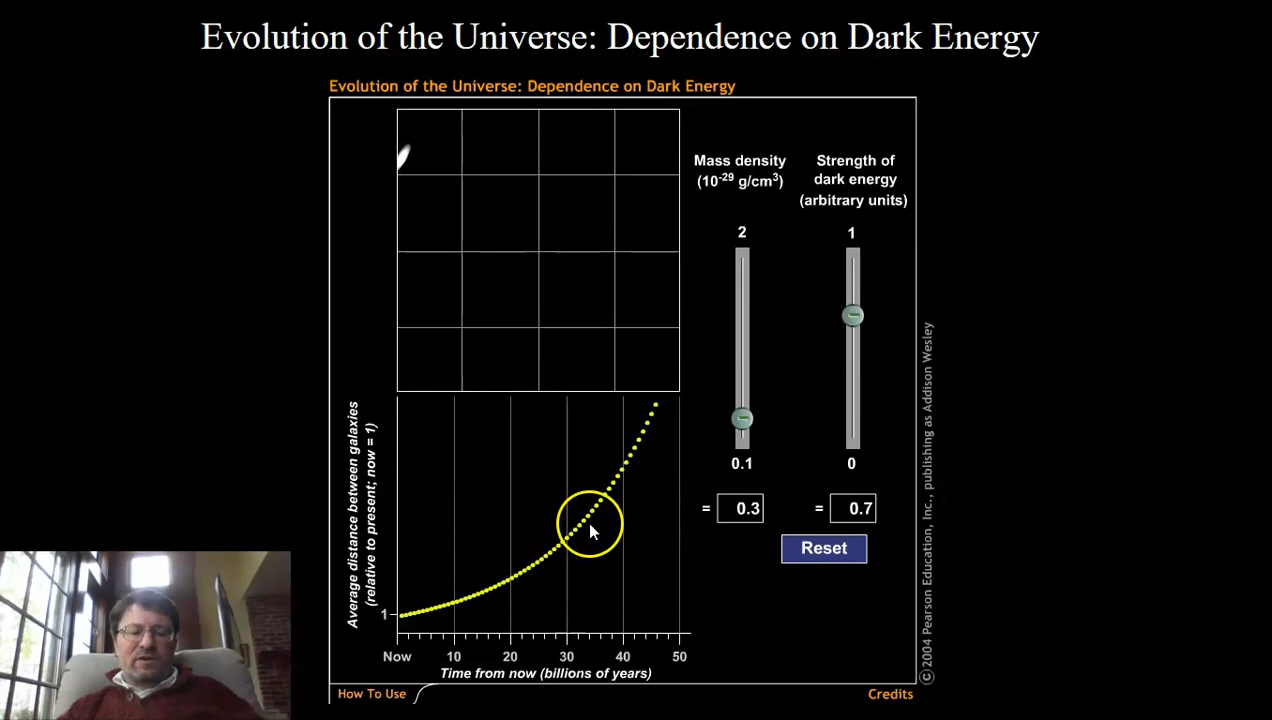 Evolution of the Universe: Dependence on Dark Energy
Evolution of the Universe: Dependence on Dark Energy
Mass density
(10⁻²⁹ g/cm³)
Strength of
dark energy
(arbitrary units)
2
1
0.1
0
= 0.3
= 0.7
Reset
Average distance between galaxies
(relative to present; now = 1)
1
Now 10 20 30 40 50
Time from now (billions of years)
How To Use
Credits
© 2004 Pearson Education, Inc., publishing as Addison Wesley